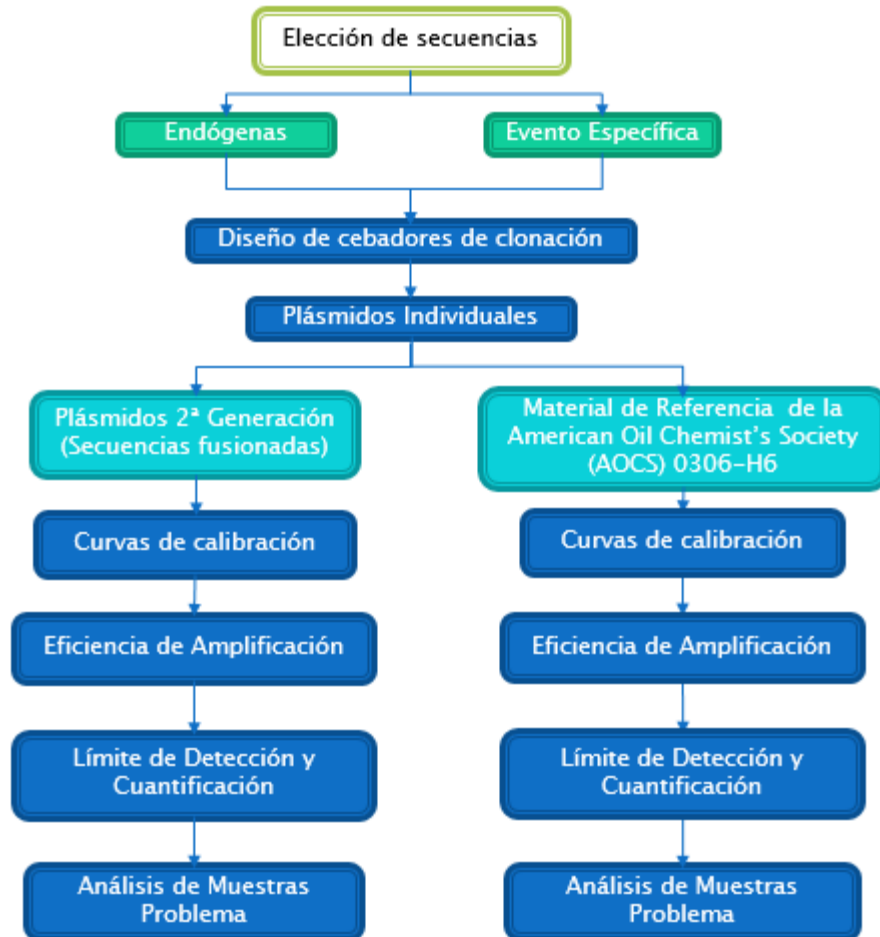 Elección de secuencias
Endógenas
Evento Específica
Diseño de cebadores de clonación
Plásmidos Individuales
Plásmidos 2ª Generación
(Secuencias fusionadas)
Material de Referencia de la
American Oil Chemist's Society
(AOCS) 0306-H6
Curvas de calibración
Curvas de calibración
Eficiencia de Amplificación
Eficiencia de Amplificación
Límite de Detección y
Cuantificación
Límite de Detección y
Cuantificación
Análisis de Muestras
Problema
Análisis de Muestras
Problema